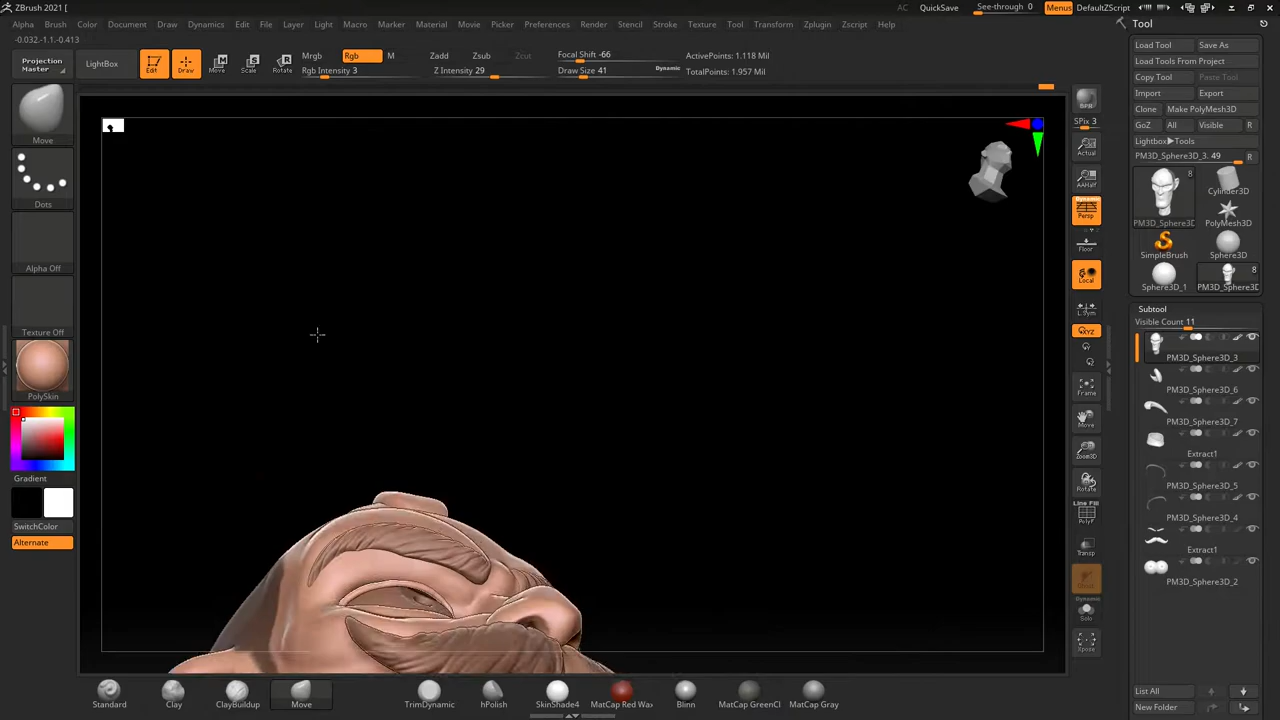 ZBrush 2021 [
AC QuickSave See-through 0 Menus DefaultZScript
Alpha Brush Color Document Draw Dynamics Edit File Layer Light Macro Marker Material Movie Picker Preferences Render Stencil Stroke Texture Tool Transform Zplugin Zscript Help
-0.032,-1.1,-0.413
Projection
Master
LightBox
Edit
Draw
Move
Scale
Rotate
Mrgb Rgb M
Rgb Intensity 3
Zadd Zsub Zcut
Z Intensity 29
Focal Shift -66
Draw Size 41
Dynamic
ActivePoints: 1.118 Mil
TotalPoints: 1.957 Mil
Move
Dots
Alpha Off
Texture Off
PolySkin
Gradient
SwitchColor
Alternate
SPix 3
Actual
AAHalf
Dynamic
Persp
Floor
Local
L.Sym
Frame
Move
Zoom3D
Rotate
Line Fill
PolyF
Transp
Dynamic
Solo
Xpose
Tool
Load Tool Save As
Load Tools From Project
Copy Tool Paste Tool
Import Export
Clone Make PolyMesh3D
GoZ All Visible R
Lightbox▶Tools
PM3D_Sphere3D_3. 49 R
8
PM3D_Sphere3D
Cylinder3D
PolyMesh3D
SimpleBrush
Sphere3D
8
Sphere3D_1
PM3D_Sphere3D
Subtool
Visible Count 11
PM3D_Sphere3D_3
PM3D_Sphere3D_6
PM3D_Sphere3D_7
Extract1
PM3D_Sphere3D_5
PM3D_Sphere3D_4
Extract1
PM3D_Sphere3D_2
List All
New Folder
Standard Clay ClayBuildup Move TrimDynamic hPolish SkinShade4 MatCap Red Wax Blinn MatCap GreenCl MatCap Gray